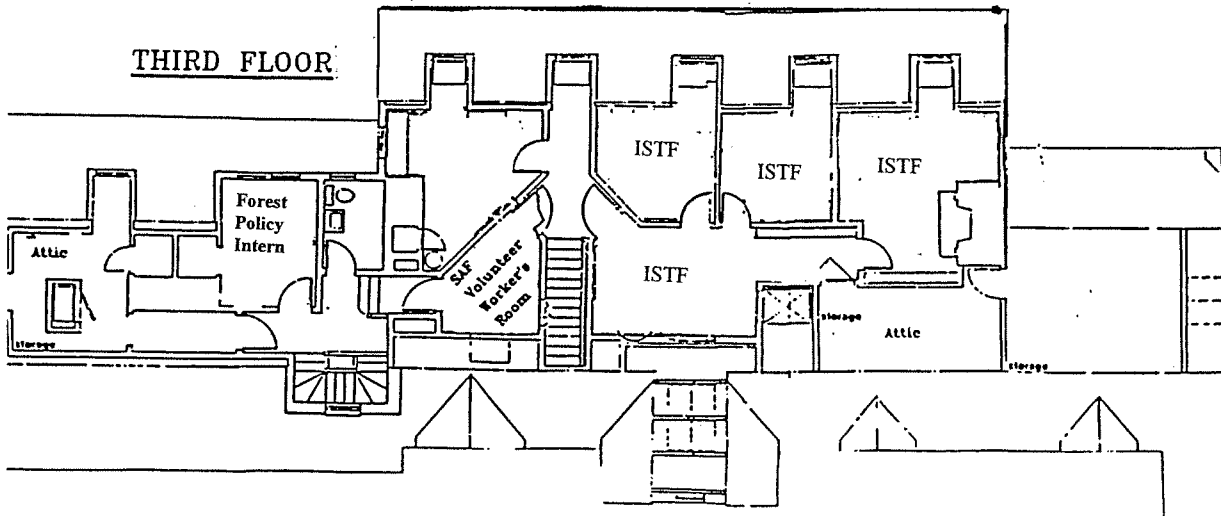 THIRD FLOOR
ISTF
ISTF
ISTF
Forest
Policy
Intern
Attic
storage
SAF
Volunteer
Worker's
Room
ISTF
storage
Attic
storage